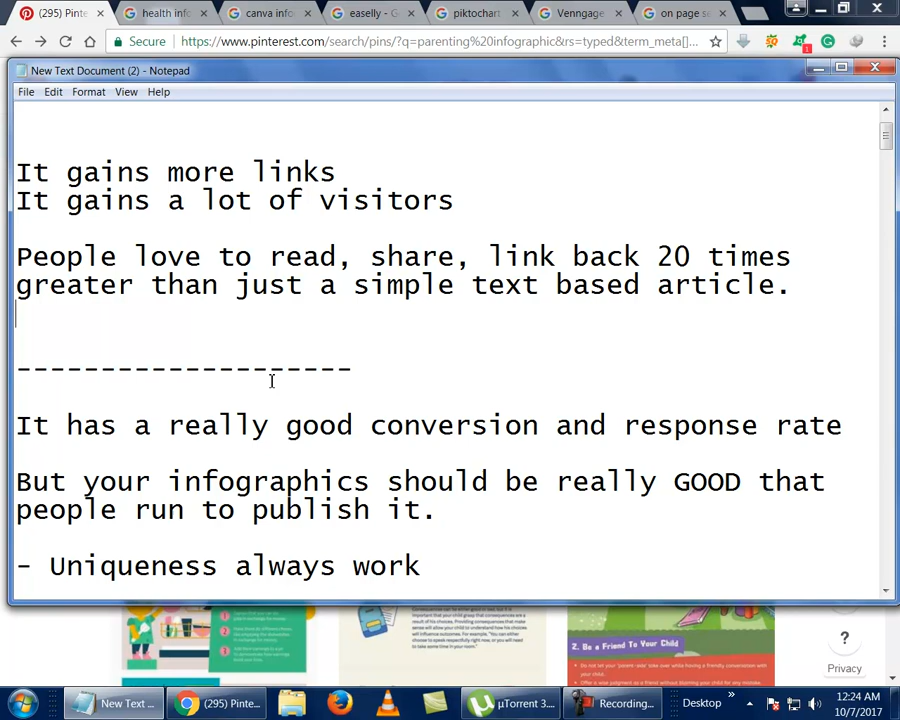 (295) Pinte
health info
canva info
easelly - G
piktochart
Venngage
on page se
Secure
https://www.pinterest.com/search/pins/?q=parenting%20infographic&rs=typed&term_meta[]...
New Text Document (2) - Notepad
File Edit Format View Help
It gains more links
It gains a lot of visitors
People love to read, share, link back 20 times
greater than just a simple text based article.
--------------------
It has a really good conversion and response rate
But your infographics should be really GOOD that
people run to publish it.
- Uniqueness always work
2. Be a Friend To Your Child
?
Privacy
New Text ...
(295) Pinte...
µTorrent 3....
Recording...
Desktop
12:24 AM
10/7/2017